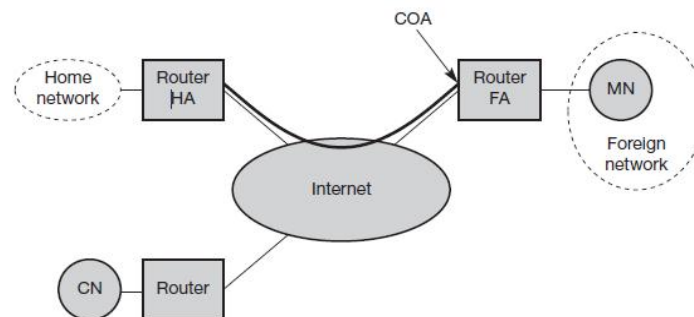 COA
Home
network
Router
HA
Router
FA
MN
Foreign
network
Internet
CN
Router